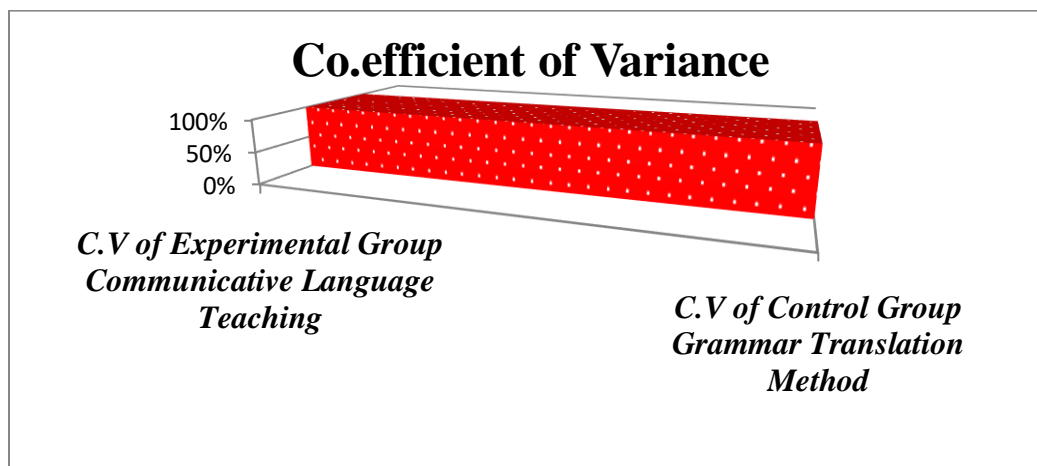 Co.efficient of Variance
100%
50%
0%
C.V of Experimental Group
Communicative Language
Teaching
C.V of Control Group
Grammar Translation
Method